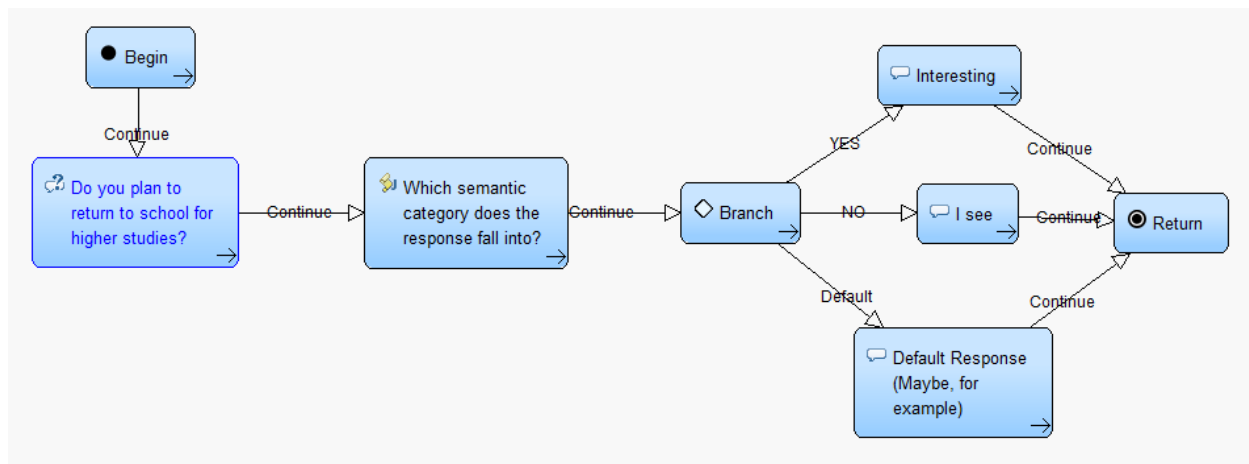 Begin
Continue
Do you plan to
return to school for
higher studies?
Continue
Which semantic
category does the
response fall into?
Continue
Branch
YES
Interesting
Continue
NO
I see
Continue
Return
Default
Default Response
(Maybe, for
example)
Continue